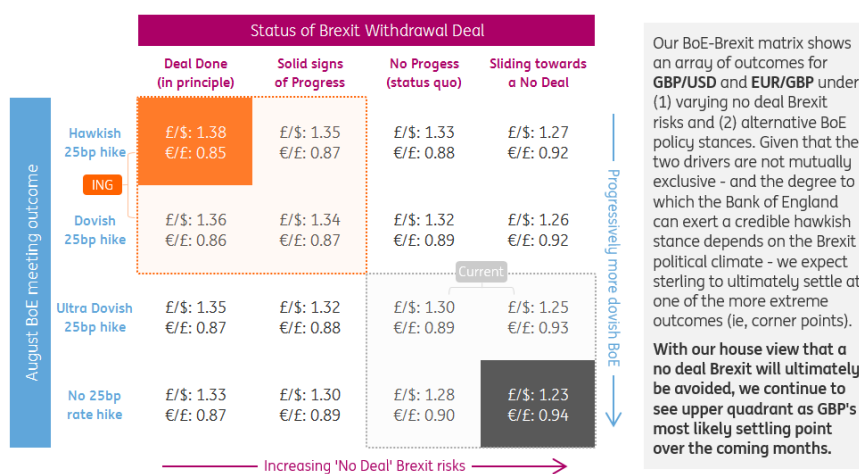 Status of Brexit Withdrawal Deal
Deal Done Solid signs No Progess Sliding towards
(in principle) of Progress (status quo) a No Deal
August BoE meeting outcome
Hawkish £/$: 1.38 £/$: 1.35 £/$: 1.33 £/$: 1.27
25bp hike €/£: 0.85 €/£: 0.87 €/£: 0.88 €/£: 0.92
ING
Dovish £/$: 1.36 £/$: 1.34 £/$: 1.32 £/$: 1.26
25bp hike €/£: 0.86 €/£: 0.87 €/£: 0.89 €/£: 0.92
Current
Ultra Dovish £/$: 1.35 £/$: 1.32 £/$: 1.30 £/$: 1.25
25bp hike €/£: 0.87 €/£: 0.88 €/£: 0.89 €/£: 0.93
No 25bp £/$: 1.33 £/$: 1.30 £/$: 1.28 £/$: 1.23
rate hike €/£: 0.87 €/£: 0.89 €/£: 0.90 €/£: 0.94
Progressively more dovish BoE
Increasing 'No Deal' Brexit risks
Our BoE-Brexit matrix shows
an array of outcomes for
GBP/USD and EUR/GBP under
(1) varying no deal Brexit
risks and (2) alternative BoE
policy stances. Given that the
two drivers are not mutually
exclusive - and the degree to
which the Bank of England
can exert a credible hawkish
stance depends on the Brexit
political climate - we expect
sterling to ultimately settle at
one of the more extreme
outcomes (ie, corner points).
With our house view that a
no deal Brexit will ultimately
be avoided, we continue to
see upper quadrant as GBP's
most likely settling point
over the coming months.